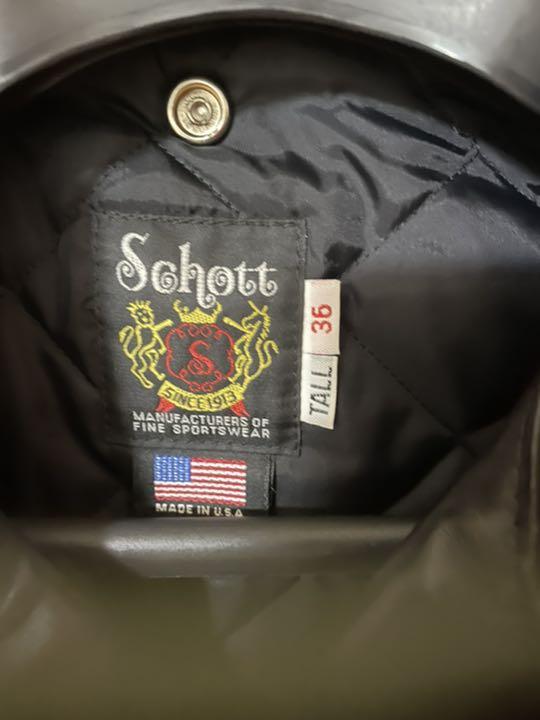 Schott
S
SINCE 1913
MANUFACTURERS OF
FINE SPORTSWEAR
MADE IN U.S.A
36
TALL